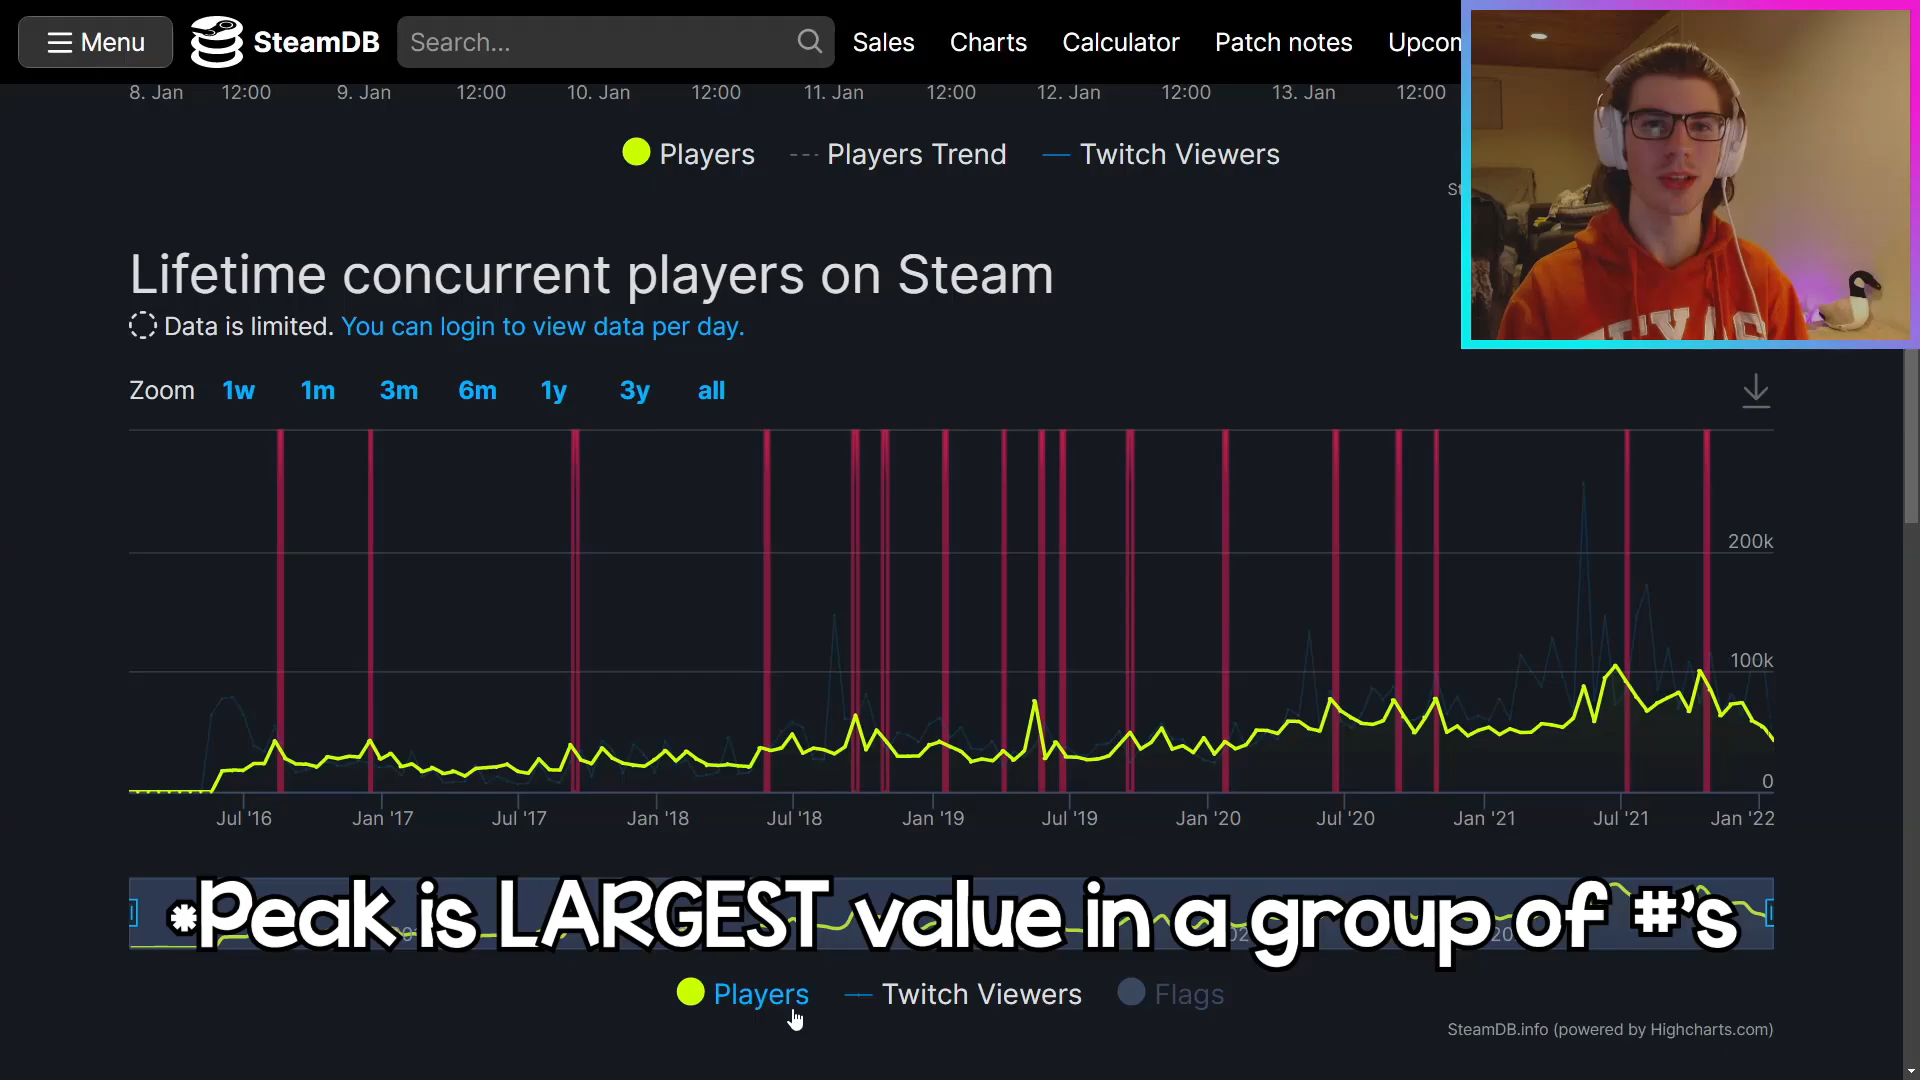 Menu SteamDB Search... Sales Charts Calculator Patch notes Upcom
8. Jan 12:00 9. Jan 12:00 10. Jan 12:00 11. Jan 12:00 12. Jan 12:00 13. Jan 12:00
Players Players Trend Twitch Viewers
St
TEXAS
Lifetime concurrent players on Steam
Data is limited. You can login to view data per day.
Zoom 1w 1m 3m 6m 1y 3y all
200k
100k
0
Jul '16 Jan '17 Jul '17 Jan '18 Jul '18 Jan '19 Jul '19 Jan '20 Jul '20 Jan '21 Jul '21 Jan '22
*Peak is LARGEST value in a group of #'s
Players Twitch Viewers Flags
SteamDB.info (powered by Highcharts.com)